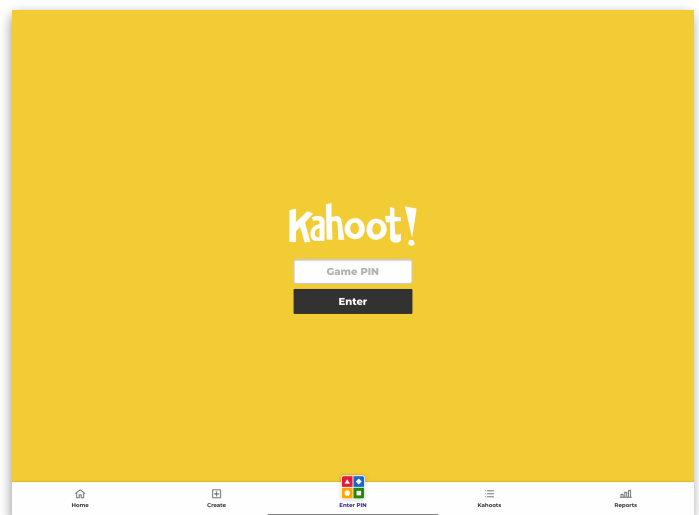 Kahoot!
Game PIN
Enter
Home
Create
Enter PIN
Kahoots
Reports